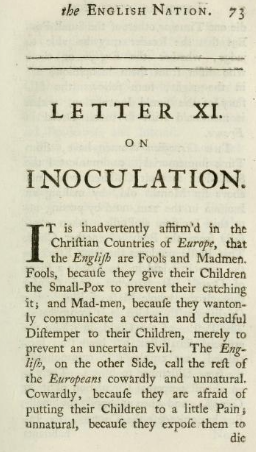 the ENGLISH NATION. 73
LETTER XI.
ON
INOCULATION.
IT is inadvertently affirm'd in the
Chriſtian Countries of Europe, that
the Engliſh are Fools and Madmen.
Fools, becauſe they give their Children
the Small-Pox to prevent their catching
it; and Mad-men, becauſe they wanton-
ly communicate a certain and dreadful
Diſtemper to their Children, merely to
prevent an uncertain Evil. The Eng-
liſh, on the other Side, call the reſt of
the Europeans cowardly and unnatural.
Cowardly, becauſe they are afraid of
putting their Children to a little Pain;
unnatural, becauſe they expoſe them to
die